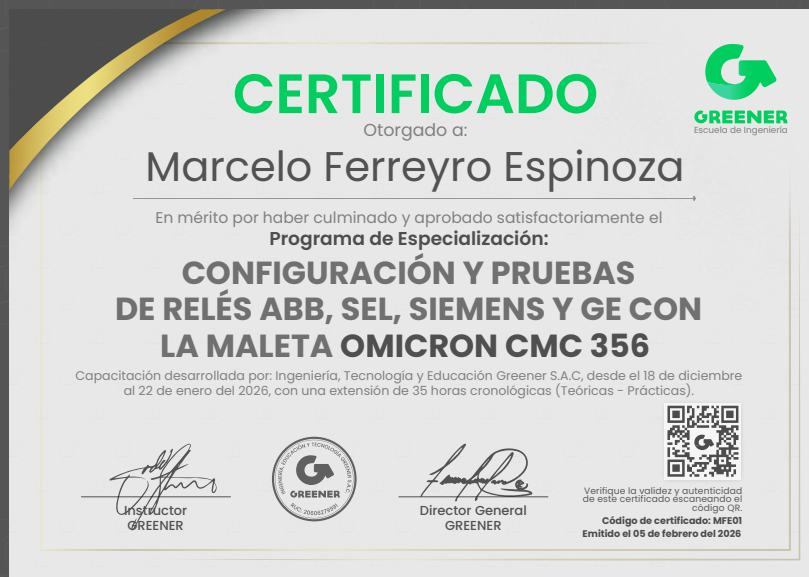 CERTIFICADO
GREENER
Escuela de Ingeniería
Otorgado a:
Marcelo Ferreyro Espinoza
En mérito por haber culminado y aprobado satisfactoriamente el
Programa de Especialización:
CONFIGURACIÓN Y PRUEBAS
DE RELÉS ABB, SEL, SIEMENS Y GE CON
LA MALETA OMICRON CMC 356
Capacitación desarrollada por: Ingeniería, Tecnología y Educación Greener S.A.C, desde el 18 de diciembre
al 22 de enero del 2026, con una extensión de 35 horas cronológicas (Teóricas - Prácticas).
Instructor
GREENER
INGENIERÍA, EDUCACIÓN Y TECNOLOGÍA GREENER S.A.C.
GREENER
Director General
GREENER
Verifique la validez y autenticidad
de este certificado escaneando el
código QR.
Código de certificado: MFE01
Emitido el 05 de febrero del 2026